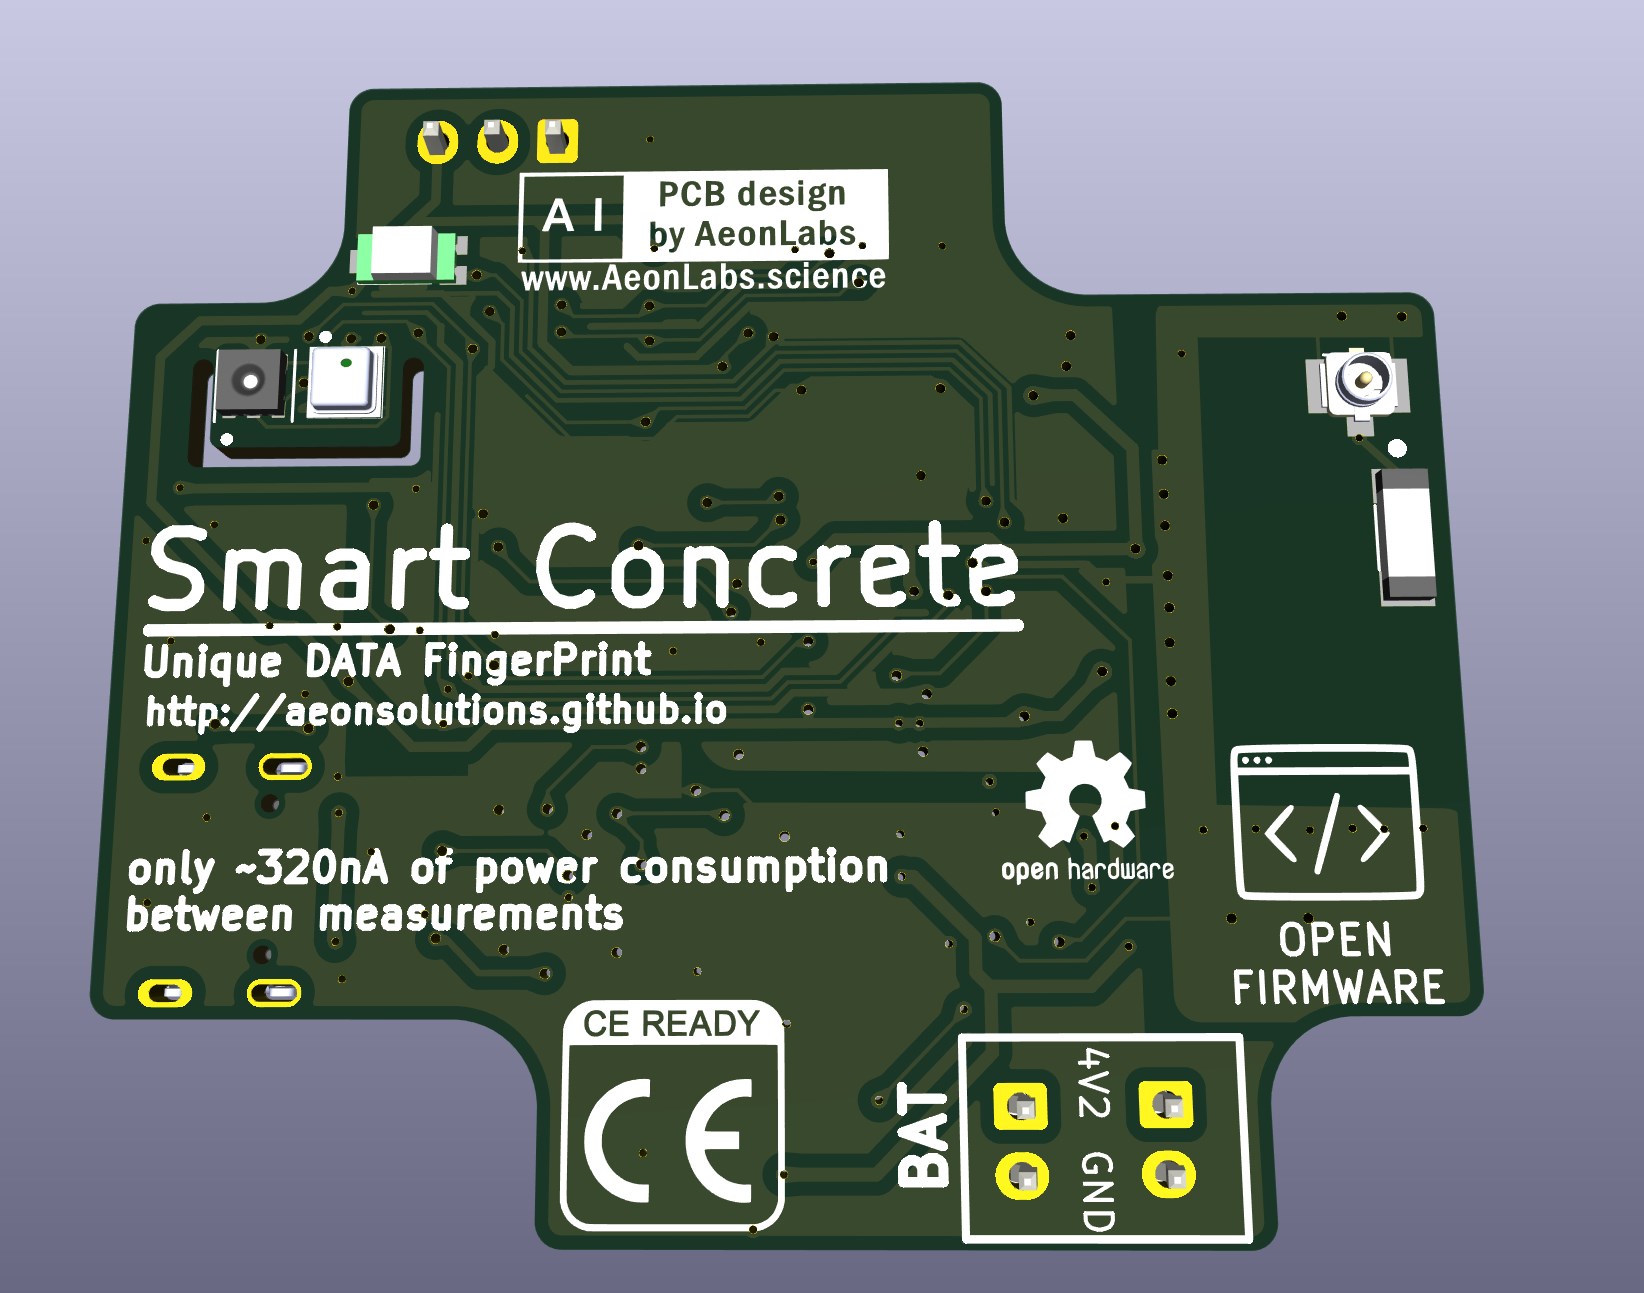 A I
PCB design
by AeonLabs
www.AeonLabs.science
Smart Concrete
Unique DATA FingerPrint
http://aeonsolutions.github.io
open hardware
</>
only ~320nA of power consumption
between measurements
OPEN
FIRMWARE
CE READY
CE
BAT
4V2
GND